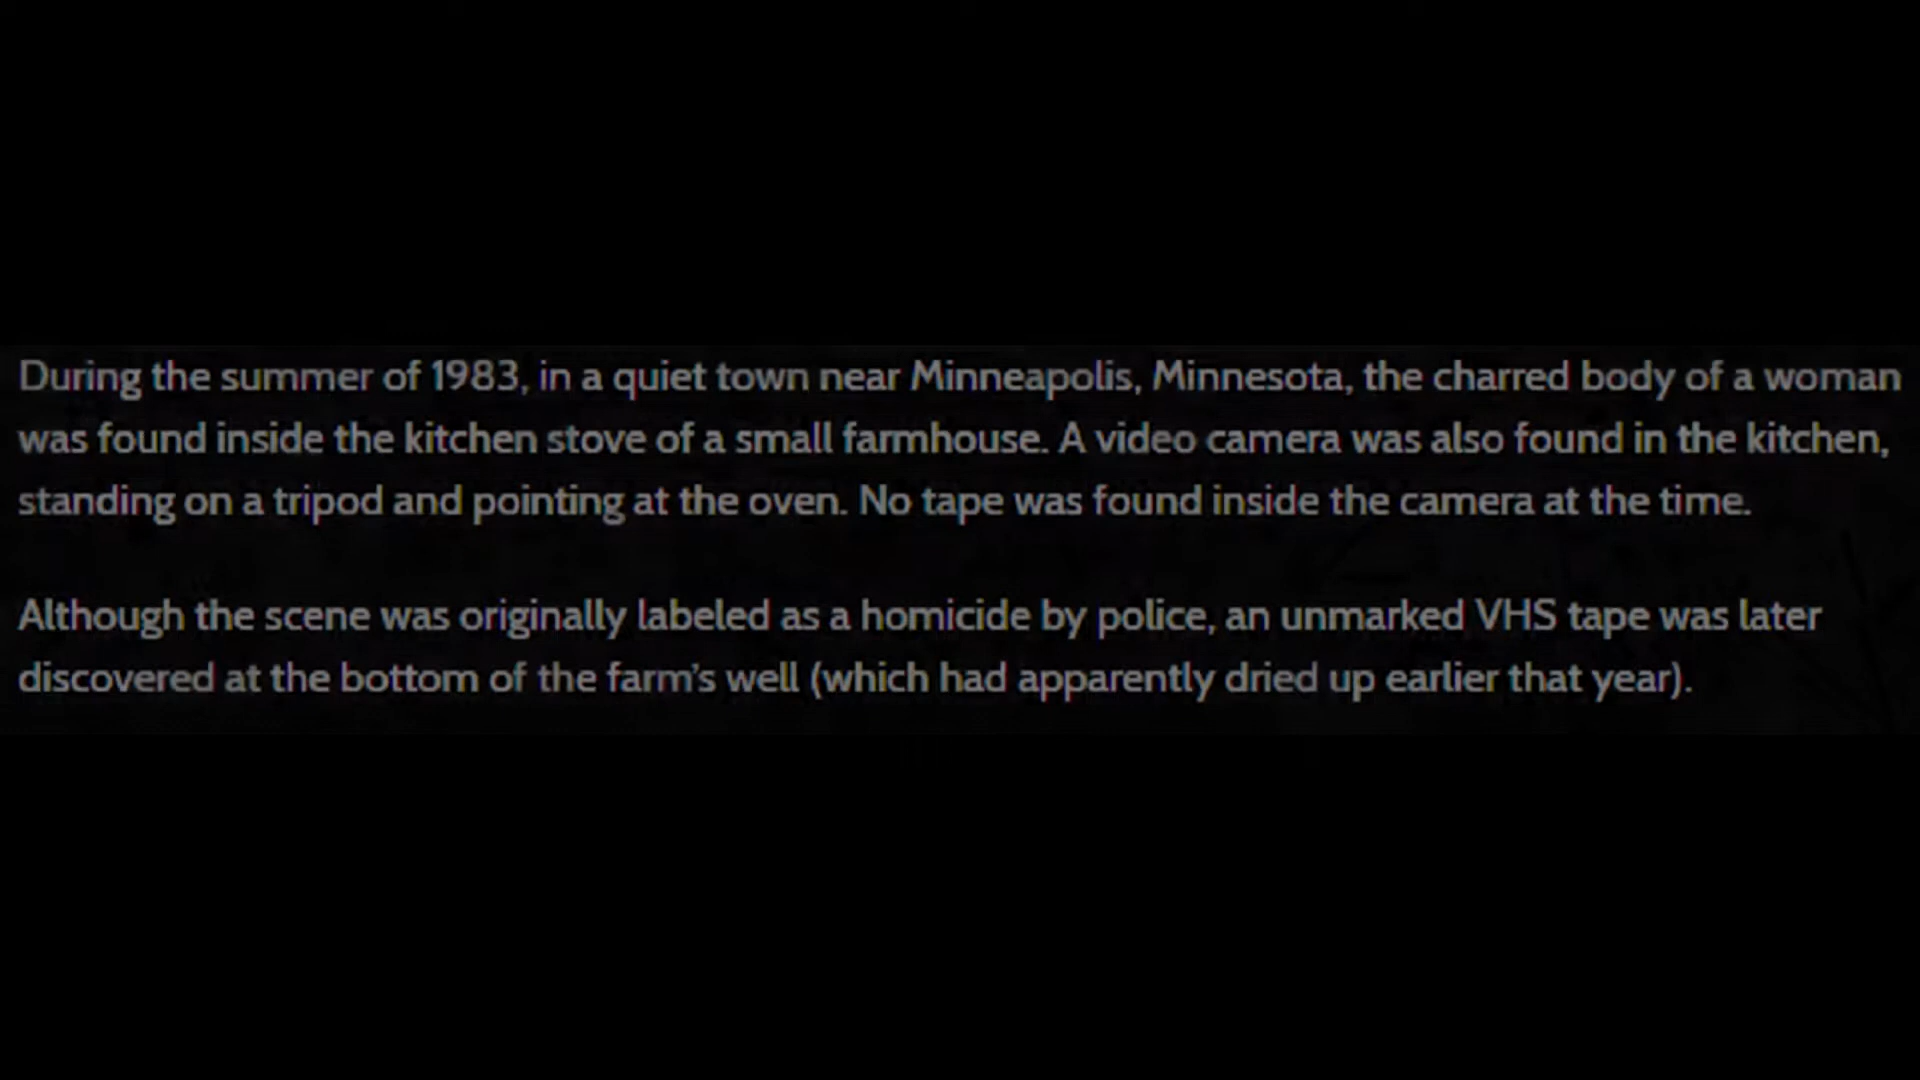 During the summer of 1983, in a quiet town near Minneapolis, Minnesota, the charred body of a woman
was found inside the kitchen stove of a small farmhouse. A video camera was also found in the kitchen,
standing on a tripod and pointing at the oven. No tape was found inside the camera at the time.
Although the scene was originally labeled as a homicide by police, an unmarked VHS tape was later
discovered at the bottom of the farm’s well (which had apparently dried up earlier that year).